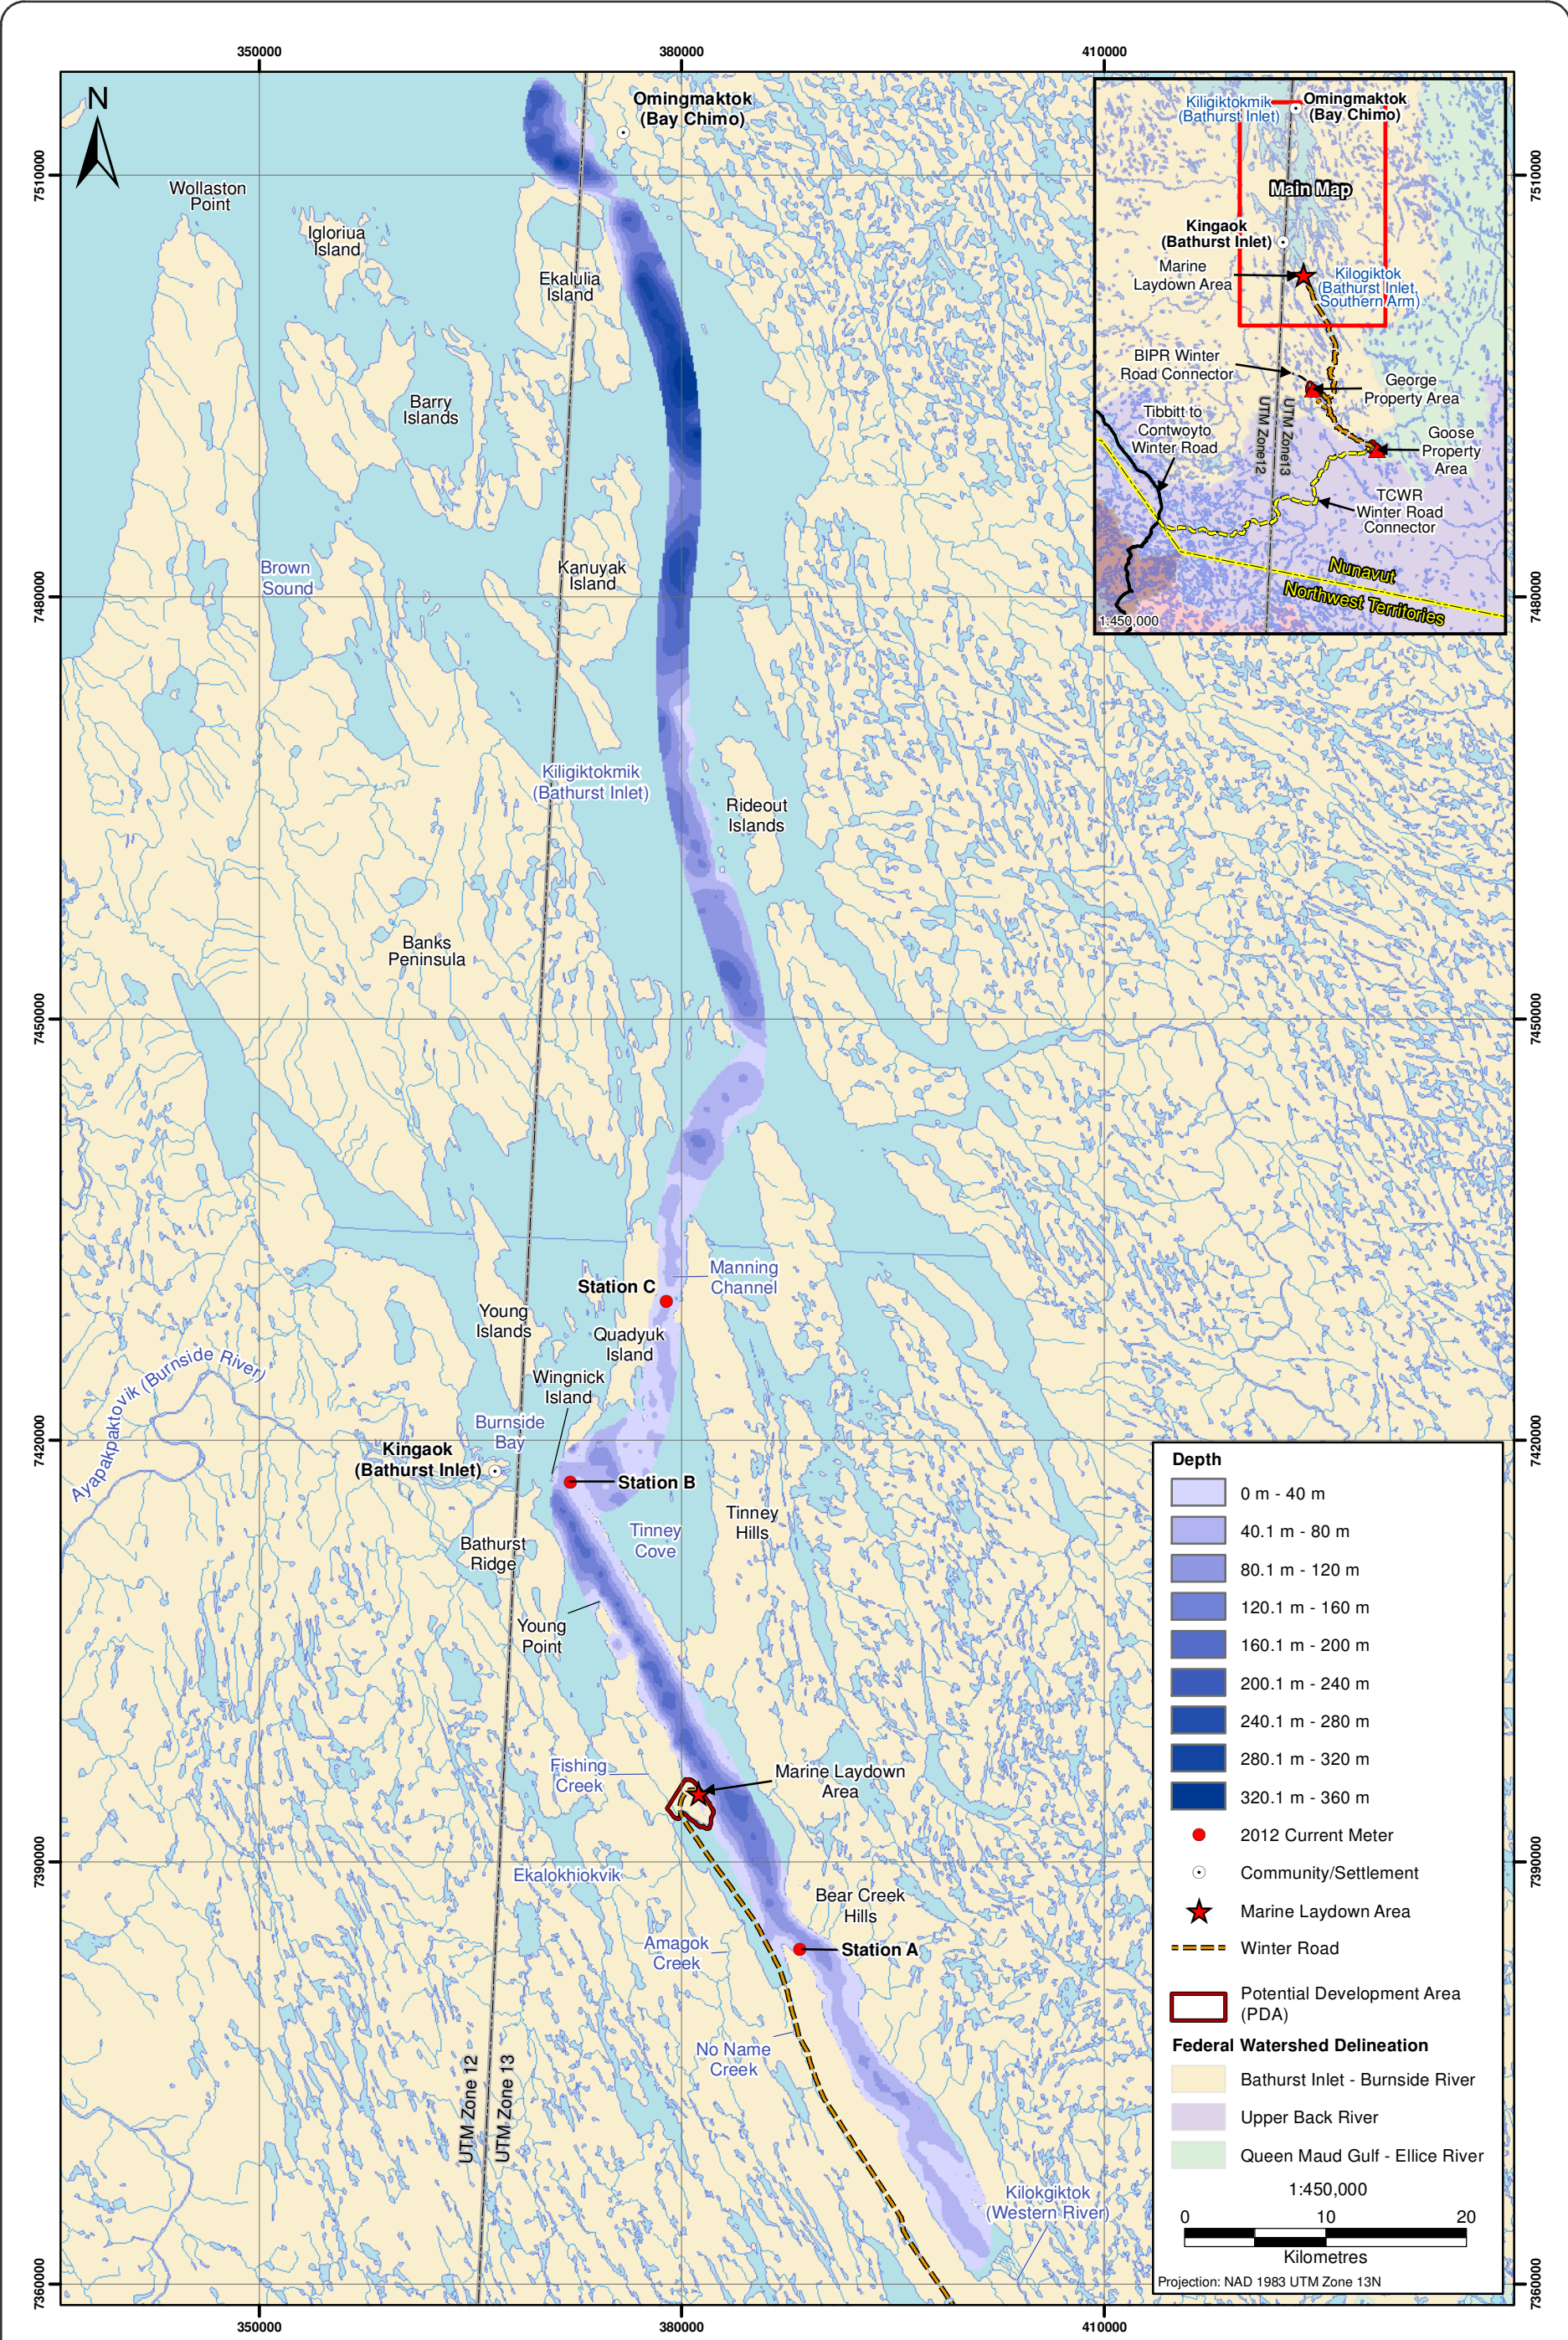 350000
380000
410000
N
Omingmaktok
(Bay Chimo)
7510000
7510000
Wollaston
Point
Igloriua
Island
Ekalulia
Island
Barry
Islands
Brown
Sound
Kanuyak
Island
7480000
7480000
Kiligiktokmik
(Bathurst Inlet)
Omingmaktok
(Bay Chimo)
Main Map
Kingaok
(Bathurst Inlet)
Marine
Laydown Area
Kilogiktok
(Bathurst Inlet,
Southern Arm)
BIPR Winter
Road Connector
George
Property Area
Tibbitt to
Contwoyto
Winter Road
UTM Zone12
UTM Zone13
Goose
Property
Area
TCWR
Winter Road
Connector
Nunavut
Northwest Territories
1:450,000
Kiligiktokmik
(Bathurst Inlet)
Rideout
Islands
Banks
Peninsula
7450000
7450000
Station C
Manning
Channel
Young
Islands
Quadyuk
Island
Ayapakpaktovik (Burnside River)
Wingnick
Island
Burnside
Bay
7420000
7420000
Kingaok
(Bathurst Inlet)
Station B
Tinney
Hills
Tinney
Cove
Bathurst
Ridge
Young
Point
Fishing
Creek
Marine Laydown
Area
7390000
7390000
Ekalokhiokvik
Bear Creek
Hills
Amagok
Creek
Station A
No Name
Creek
UTM Zone 12
UTM Zone 13
Kilokgiktok
(Western River)
7360000
7360000
Depth
0 m - 40 m
40.1 m - 80 m
80.1 m - 120 m
120.1 m - 160 m
160.1 m - 200 m
200.1 m - 240 m
240.1 m - 280 m
280.1 m - 320 m
320.1 m - 360 m
2012 Current Meter
Community/Settlement
Marine Laydown Area
Winter Road
Potential Development Area
(PDA)
Federal Watershed Delineation
Bathurst Inlet - Burnside River
Upper Back River
Queen Maud Gulf - Ellice River
1:450,000
0 10 20
Kilometres
Projection: NAD 1983 UTM Zone 13N
350000
380000
410000